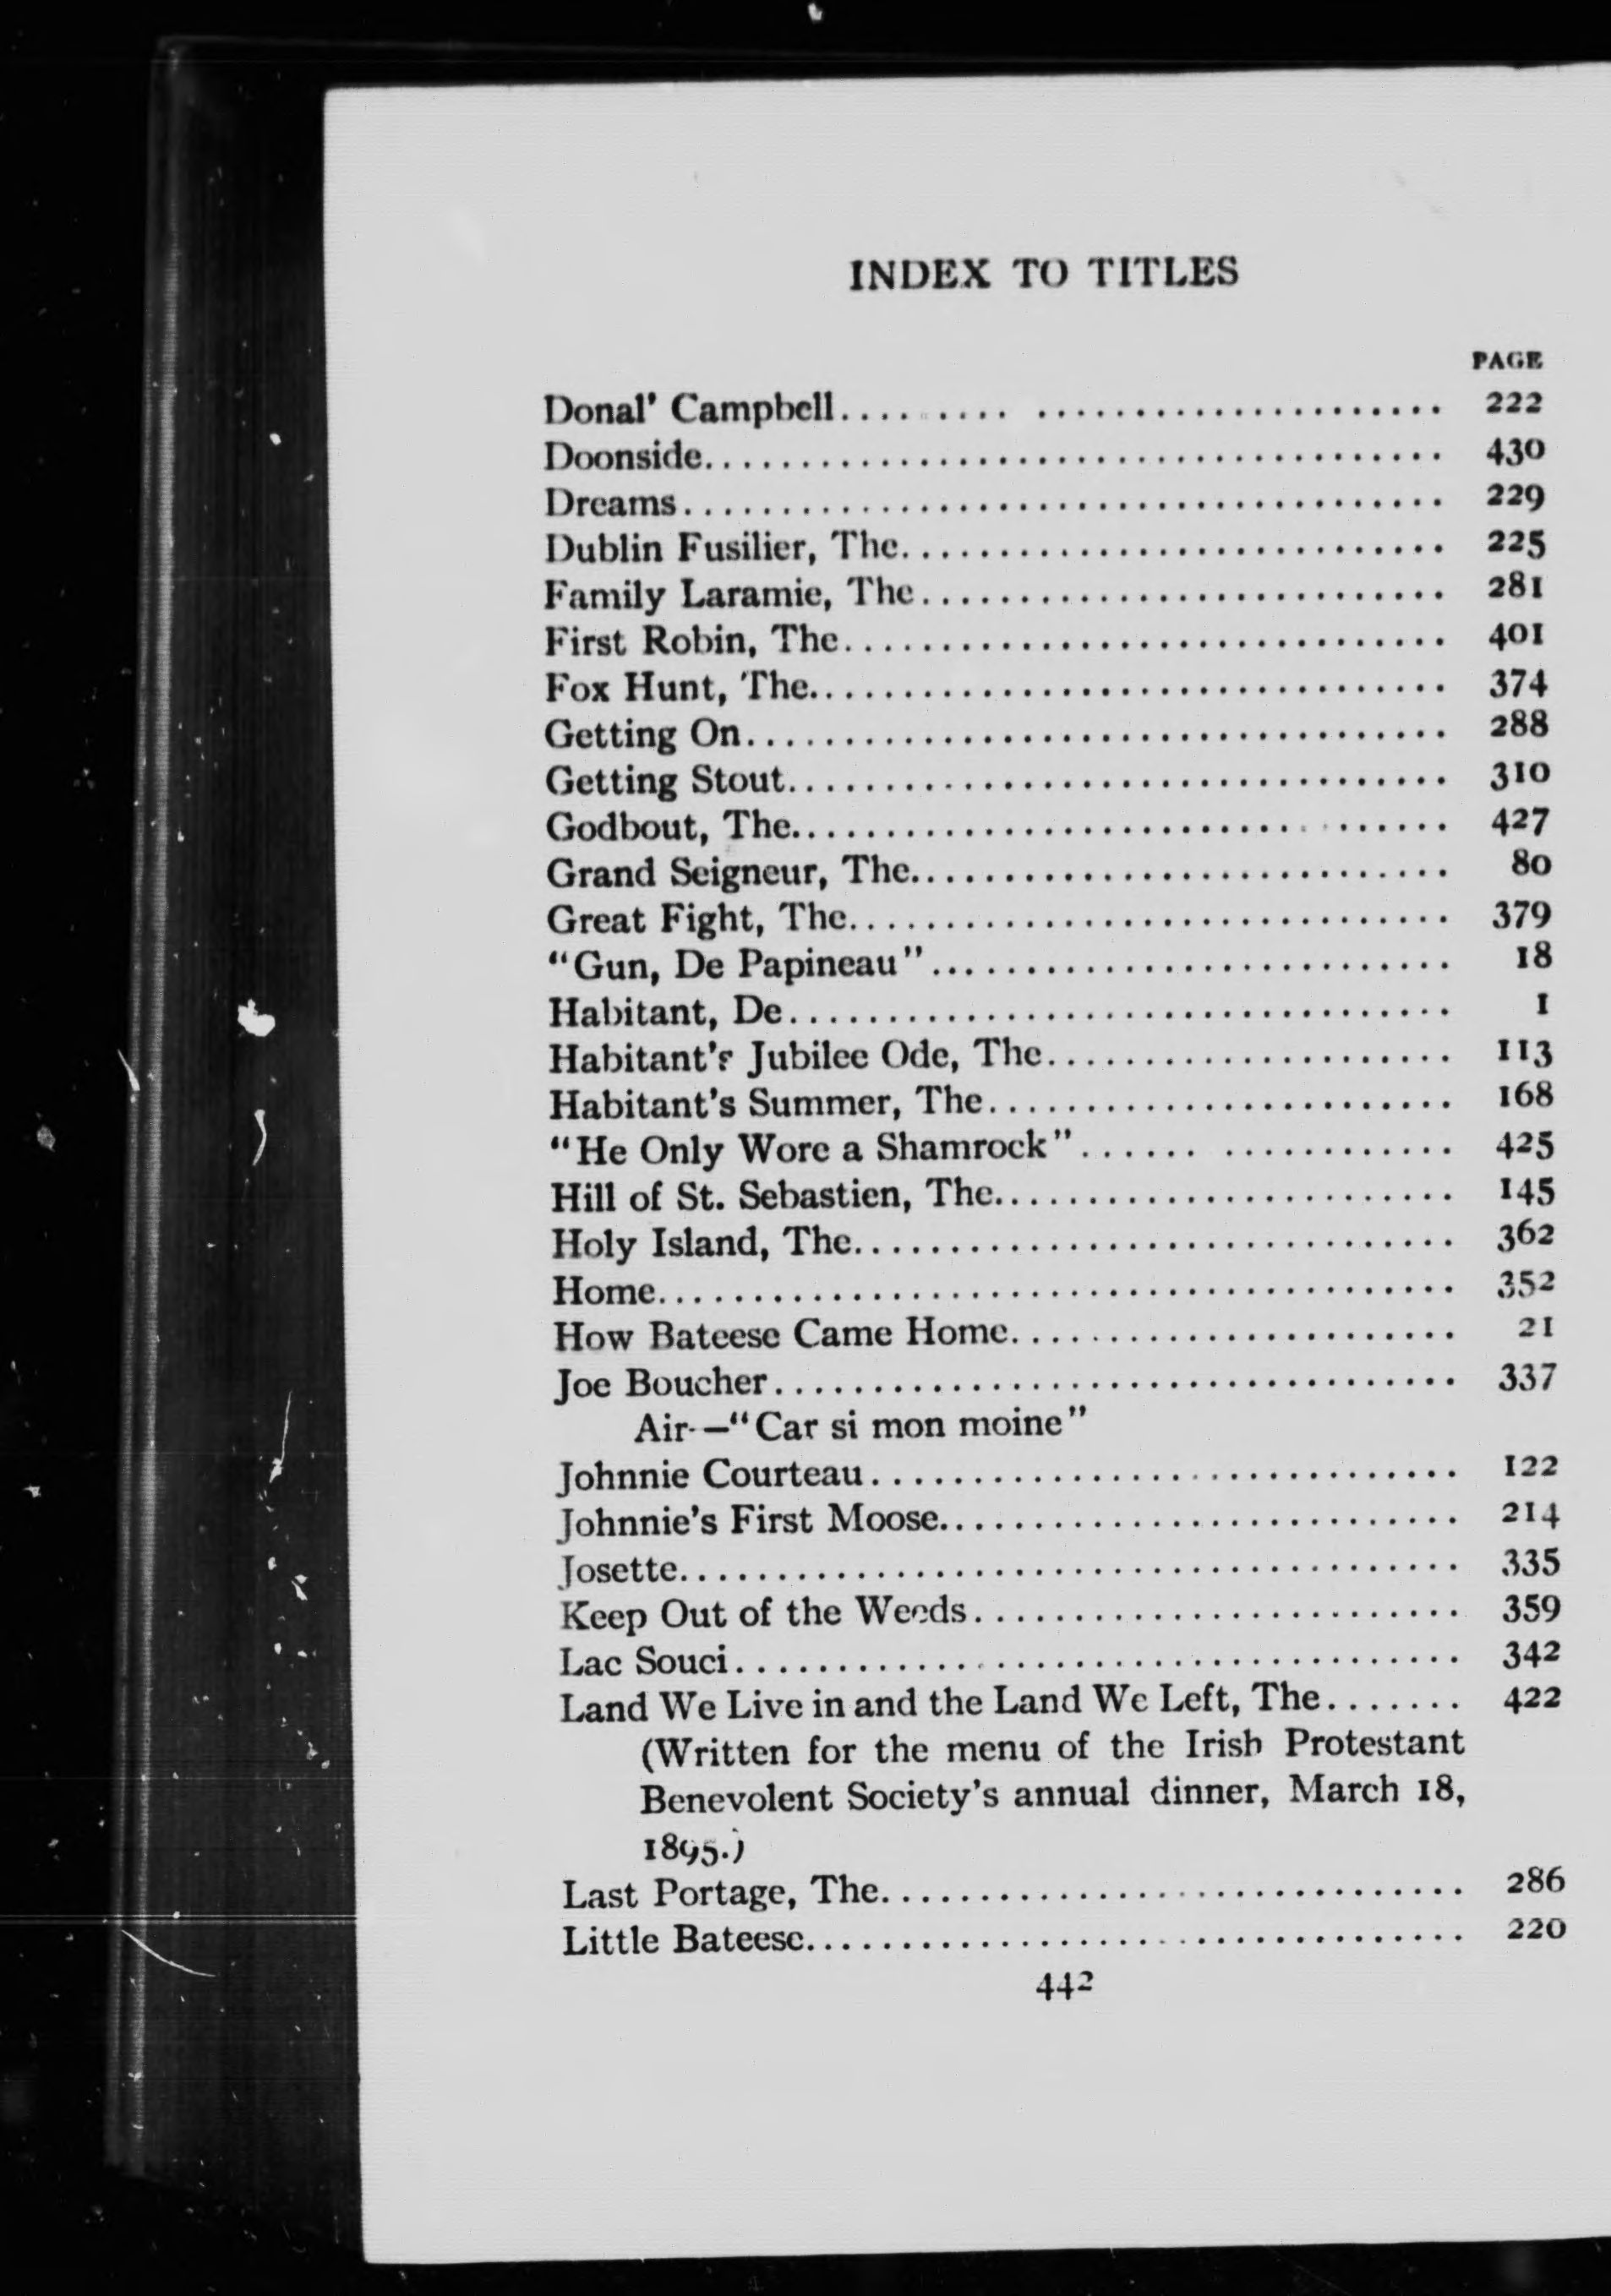 INDEX TO TITLES
PAGE
Donal' Campbell.......... ..................... 222
Doonside...................................... 430
Dreams....................................... 229
Dublin Fusilier, The............................ 225
Family Laramie, The........................... 281
First Robin, The............................... 401
Fox Hunt, The................................. 374
Getting On.................................... 288
Getting Stout.................................. 310
Godbout, The.................................. 427
Grand Seigneur, The............................ 80
Great Fight, The............................... 379
"Gun, De Papineau"........................... 18
Habitant, De.................................. 1
Habitant's Jubilee Ode, The..................... 113
Habitant's Summer, The........................ 168
"He Only Wore a Shamrock"...... ............ 425
Hill of St. Sebastien, The........................ 145
Holy Island, The............................... 362
Home......................................... 352
How Bateese Came Home....................... 21
Joe Boucher................................... 337
Air—"Car si mon moine"
Johnnie Courteau.............................. 122
Johnnie's First Moose........................... 214
Josette........................................ 335
Keep Out of the Weeds......................... 359
Lac Souci..................................... 342
Land We Live in and the Land We Left, The....... 422
(Written for the menu of the Irish Protestant
Benevolent Society's annual dinner, March 18,
1895.)
Last Portage, The.............................. 286
Little Bateese.................................. 220
442